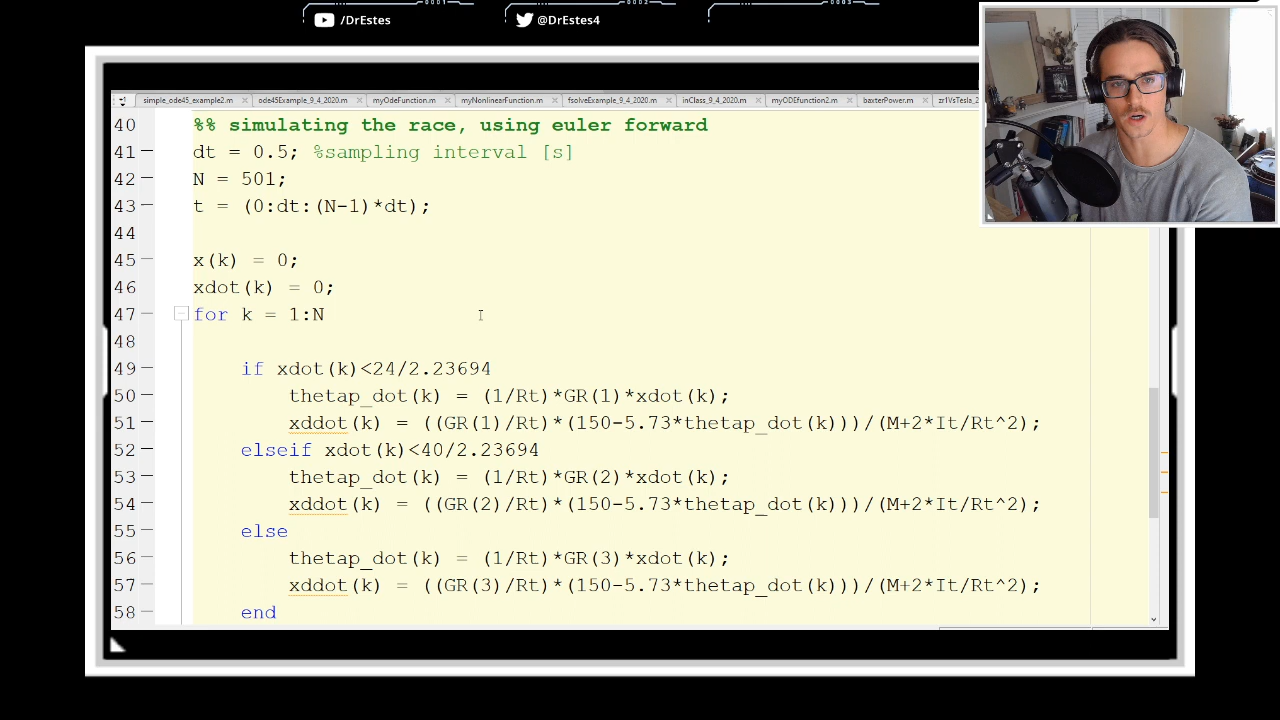 0001 0002 0003
/DrEstes @DrEstes4
simple_ode45_example2.m ode45Example_9_4_2020.m myOdeFunction.m myNonlinearFunction.m fsolveExample_9_4_2020.m inClass_9_4_2020.m myODEfunction2.m baxterPower.m zr1VsTesla_2
40 %% simulating the race, using euler forward
41 dt = 0.5; %sampling interval [s]
42 N = 501;
43 t = (0:dt:(N-1)*dt);
44
45 x(k) = 0;
46 xdot(k) = 0;
47 for k = 1:N
48
49 if xdot(k)<24/2.23694
50 thetap_dot(k) = (1/Rt)*GR(1)*xdot(k);
51 xddot(k) = ((GR(1)/Rt)*(150-5.73*thetap_dot(k)))/(M+2*It/Rt^2);
52 elseif xdot(k)<40/2.23694
53 thetap_dot(k) = (1/Rt)*GR(2)*xdot(k);
54 xddot(k) = ((GR(2)/Rt)*(150-5.73*thetap_dot(k)))/(M+2*It/Rt^2);
55 else
56 thetap_dot(k) = (1/Rt)*GR(3)*xdot(k);
57 xddot(k) = ((GR(3)/Rt)*(150-5.73*thetap_dot(k)))/(M+2*It/Rt^2);
58 end